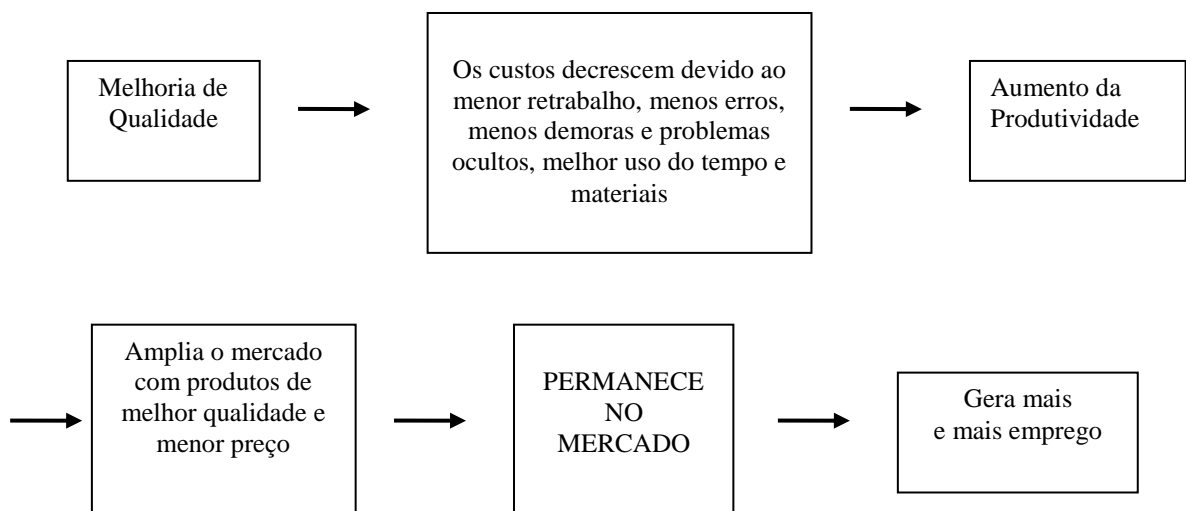 Melhoria de
Qualidade
Os custos decrescem devido ao
menor retrabalho, menos erros,
menos demoras e problemas
ocultos, melhor uso do tempo e
materiais
Aumento da
Produtividade
Amplia o mercado
com produtos de
melhor qualidade e
menor preço
PERMANECE
NO
MERCADO
Gera mais
e mais emprego